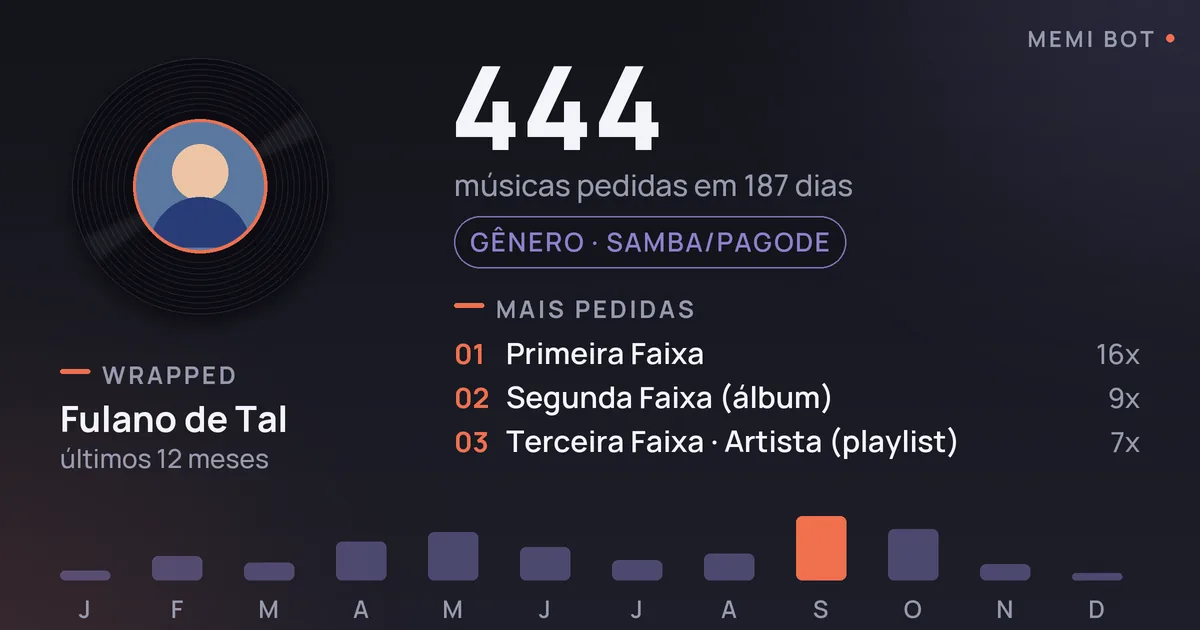 MEMI BOT
444
músicas pedidas em 187 dias
GÊNERO · SAMBA/PAGODE
MAIS PEDIDAS
01 Primeira Faixa 16x
02 Segunda Faixa (álbum) 9x
03 Terceira Faixa · Artista (playlist) 7x
WRAPPED
Fulano de Tal
últimos 12 meses
J F M A M J J A S O N D